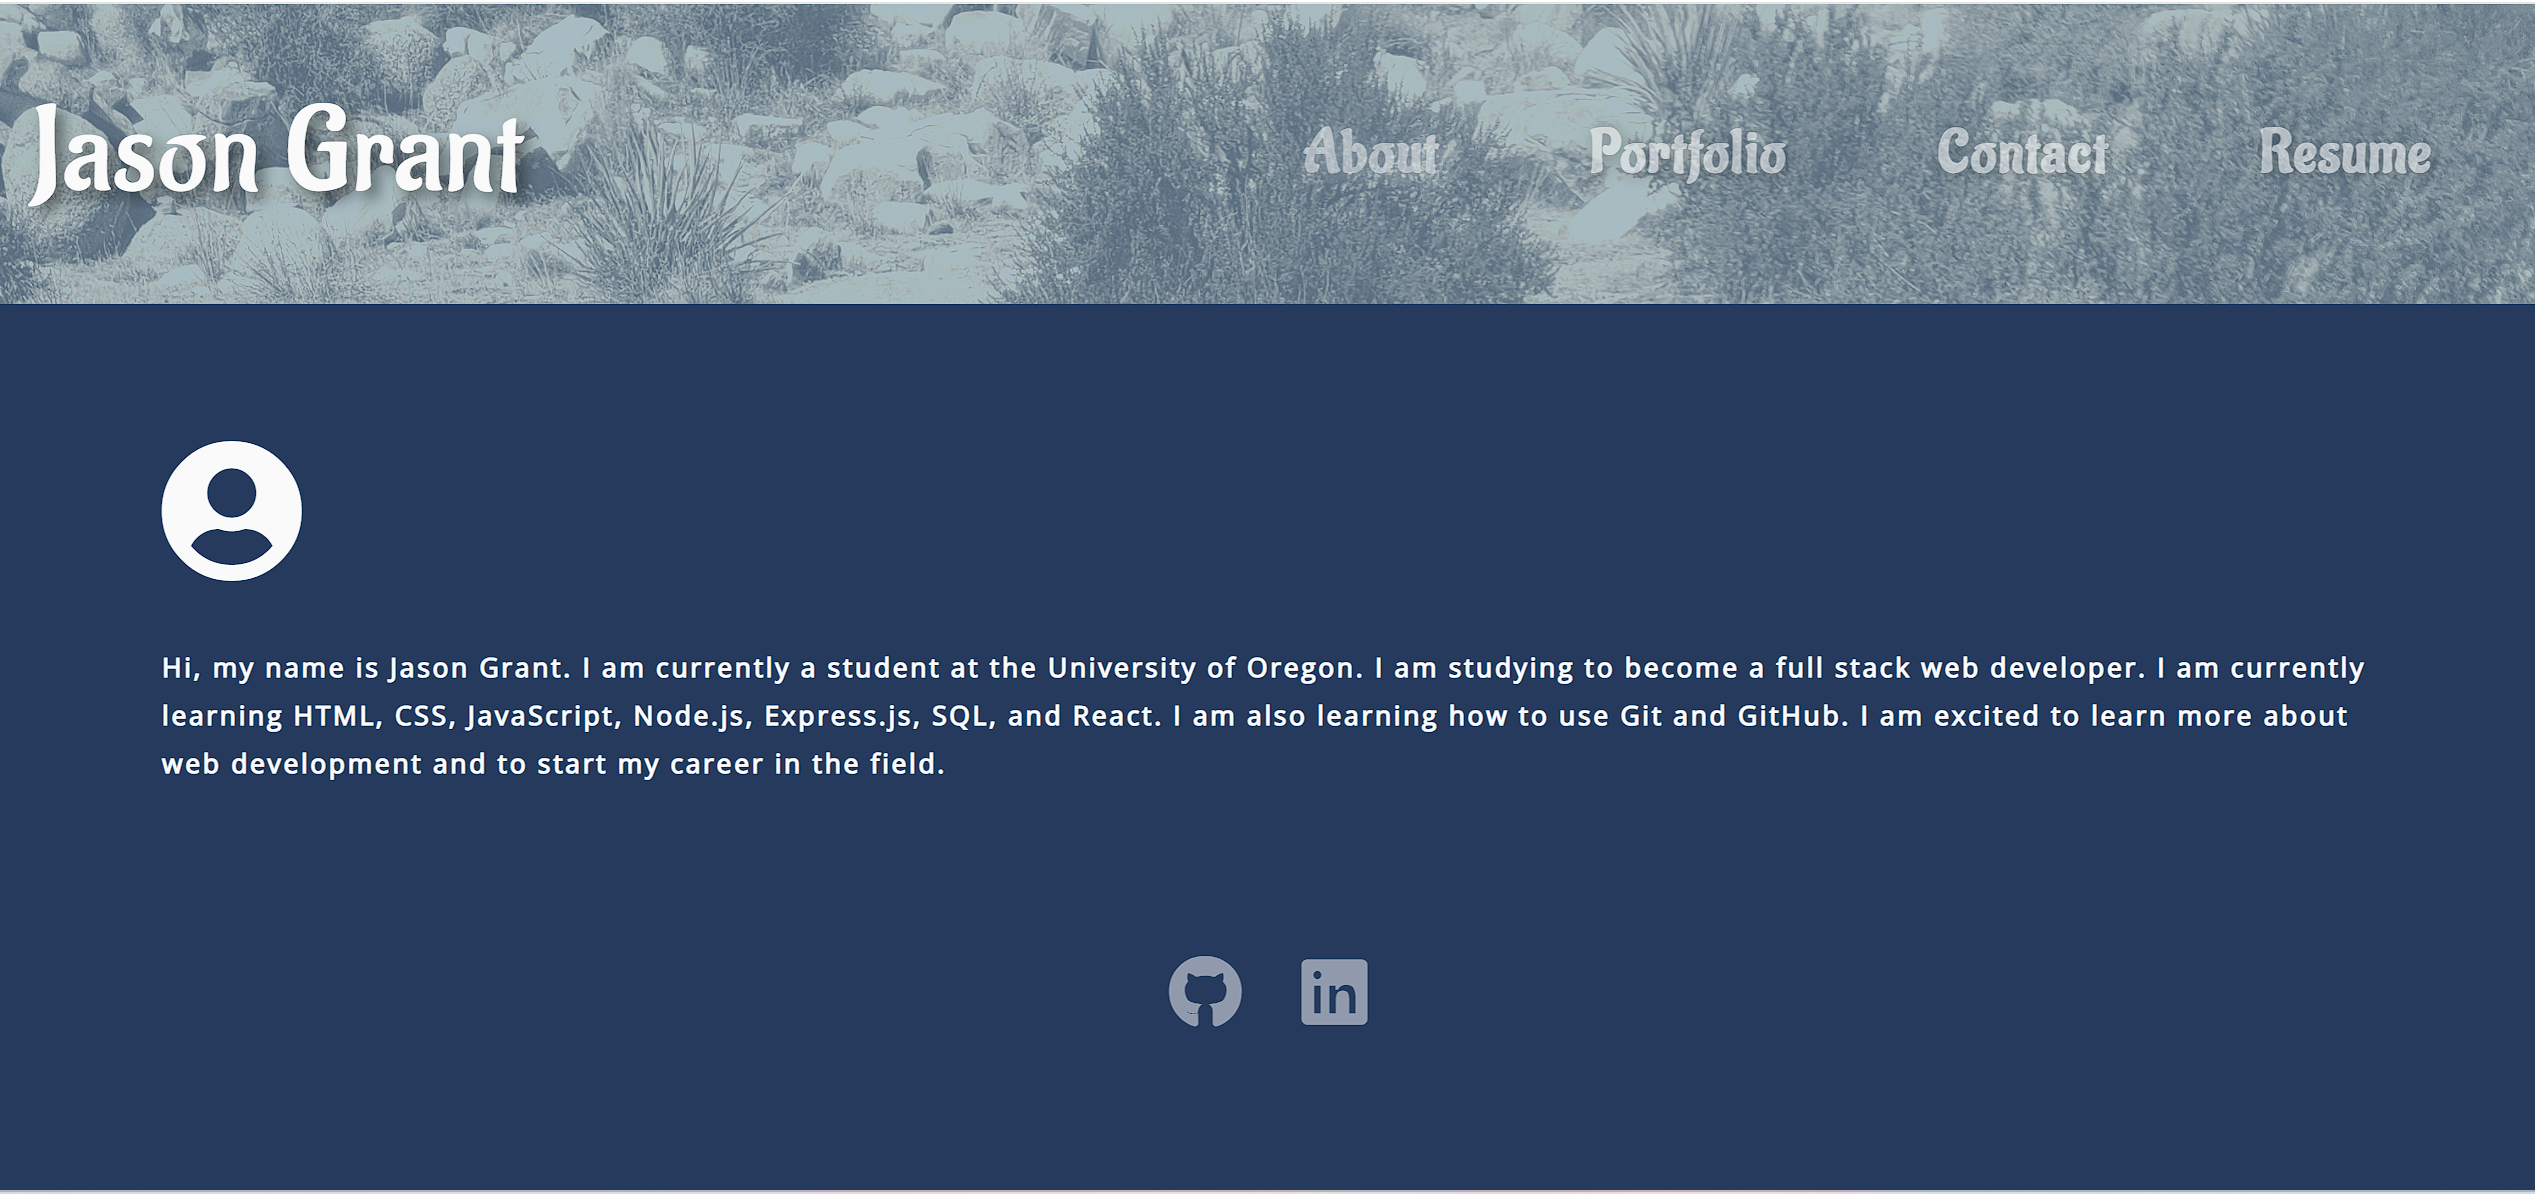 Jason Grant
About Portfolio Contact Resume
Hi, my name is Jason Grant. I am currently a student at the University of Oregon. I am studying to become a full stack web developer. I am currently
learning HTML, CSS, JavaScript, Node.js, Express.js, SQL, and React. I am also learning how to use Git and GitHub. I am excited to learn more about
web development and to start my career in the field.
in